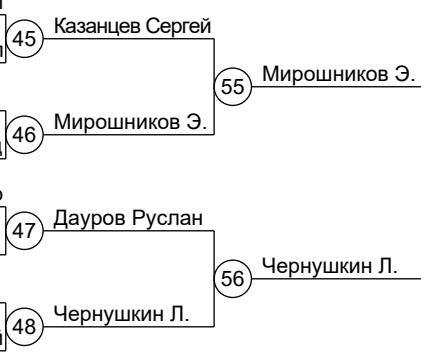 45
Казанцев Сергей
55
Мирошников Э.
46
Мирошников Э.
47
Дауров Руслан
56
Чернушкин Л.
48
Чернушкин Л.